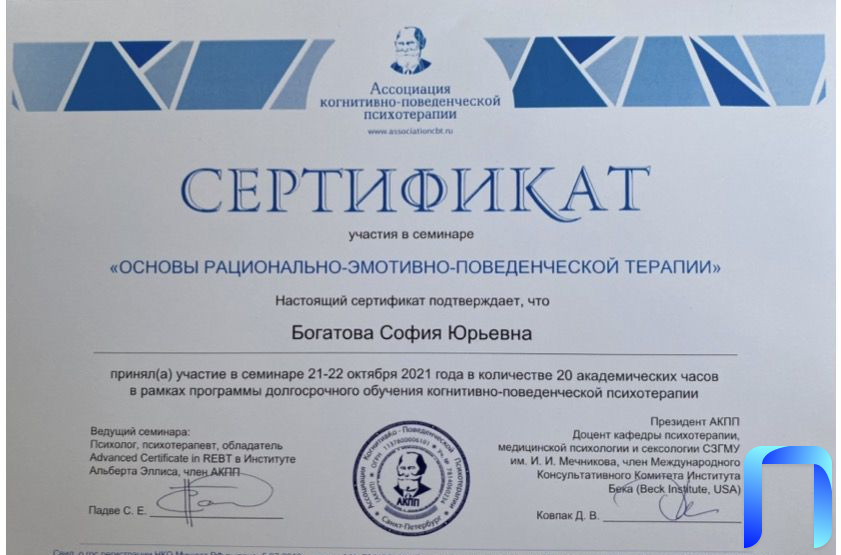 Ассоциация
когнитивно-поведенческой
психотерапии
www.associationcbt.ru
СЕРТИФИКАТ
участия в семинаре
«ОСНОВЫ РАЦИОНАЛЬНО-ЭМОТИВНО-ПОВЕДЕНЧЕСКОЙ ТЕРАПИИ»
Настоящий сертификат подтверждает, что
Богатова София Юрьевна
принял(а) участие в семинаре 21-22 октября 2021 года в количестве 20 академических часов
в рамках программы долгосрочного обучения когнитивно-поведенческой психотерапии
Ведущий семинара:
Психолог, психотерапевт, обладатель
Advanced Certificate in REBT в Институте
Альберта Эллиса, член АКПП
Падве С. Е.
Когнитивно-Поведенческой Психотерапии
АКПП
Санкт-Петербург
Президент АКПП
Доцент кафедры психотерапии,
медицинской психологии и сексологии СЗГМУ
им. И. И. Мечникова, член Международного
Консультативного Комитета Института
Бека (Beck Institute, USA)
Ковпак Д. В.